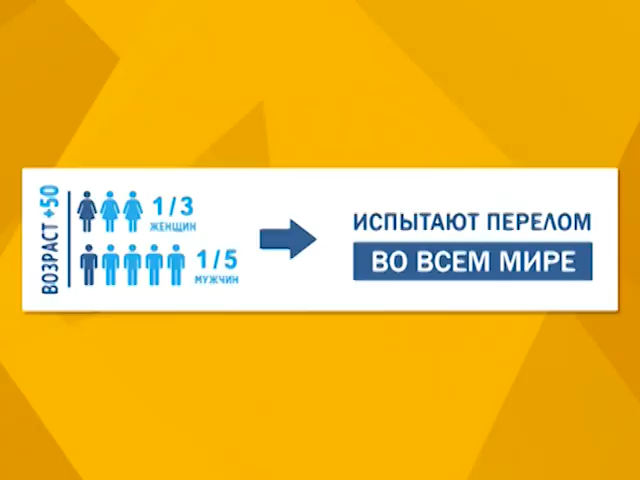 ВОЗРАСТ +50
1/3
ЖЕНЩИН
1/5
МУЖЧИН
ИСПЫТАЮТ ПЕРЕЛОМ
ВО ВСЕМ МИРЕ